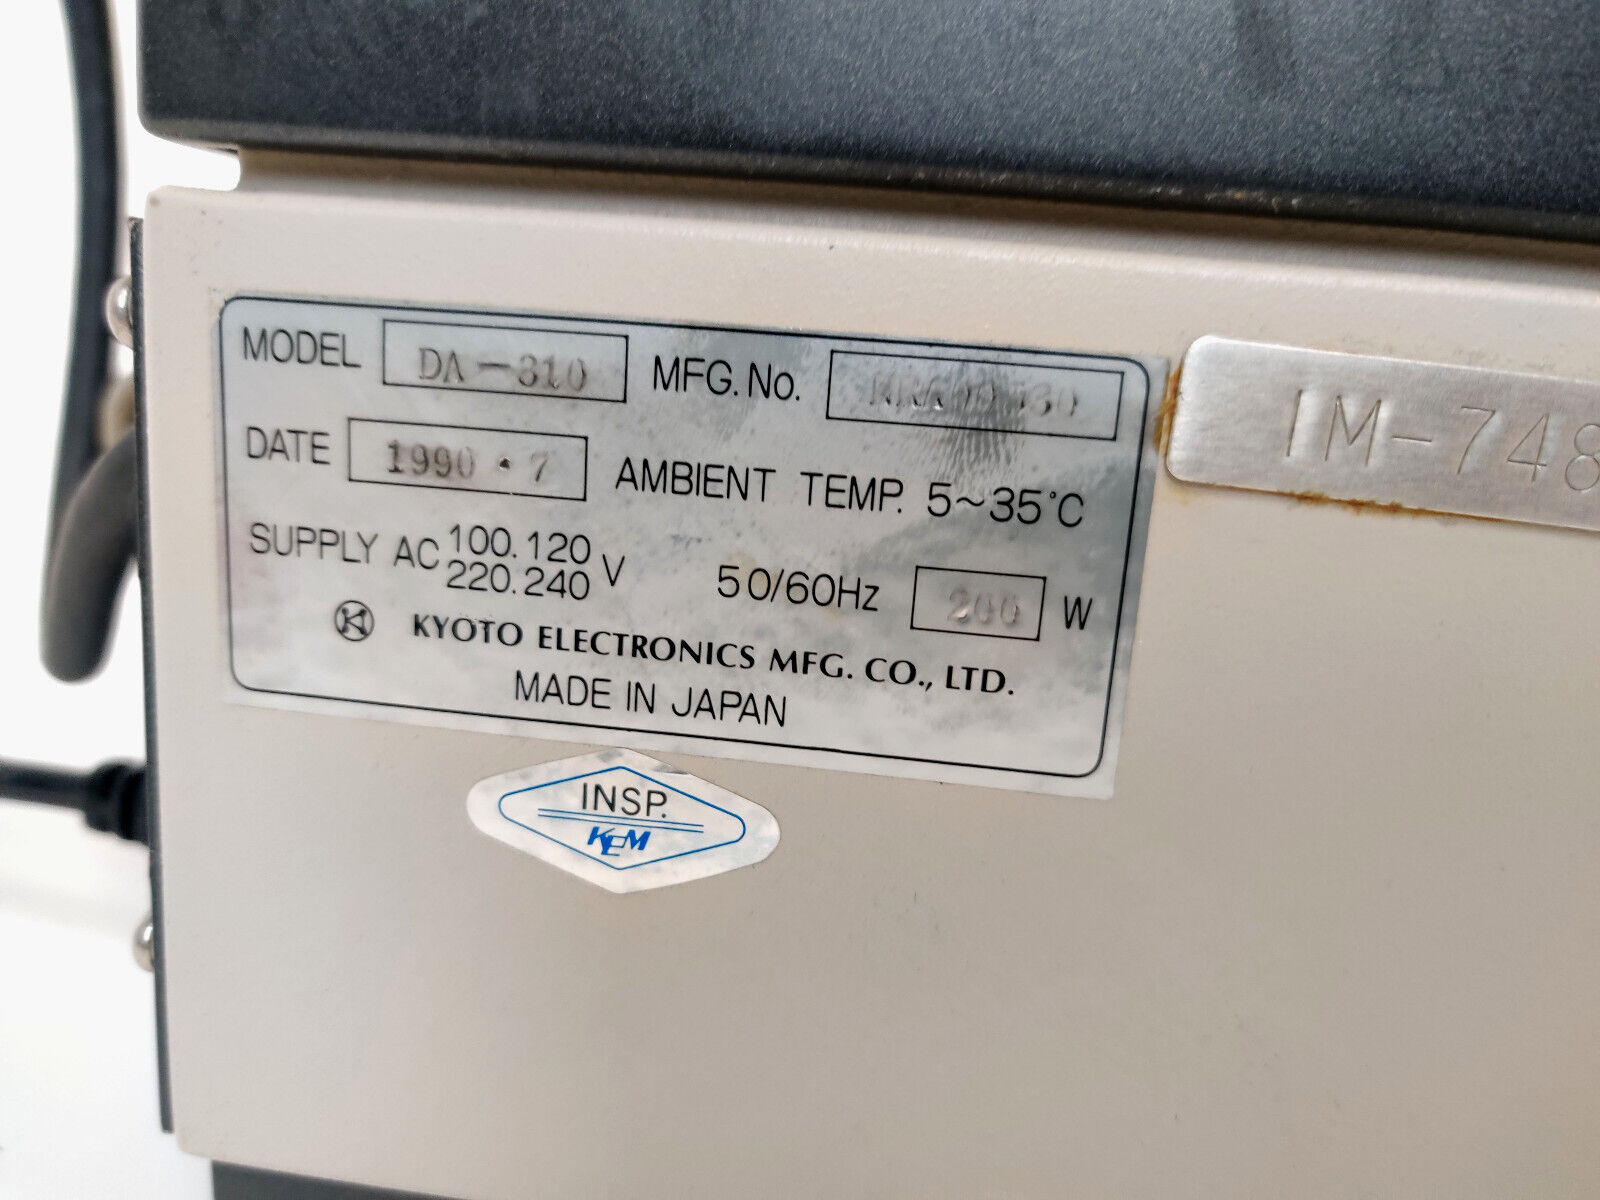 MODEL DA-310 MFG. No.
DATE 1990・7 AMBIENT TEMP. 5~35°C
SUPPLY AC 100.120
220.240 V 50/60Hz 200 W
KYOTO ELECTRONICS MFG. CO., LTD.
MADE IN JAPAN
INSP.
KEM
IM-748